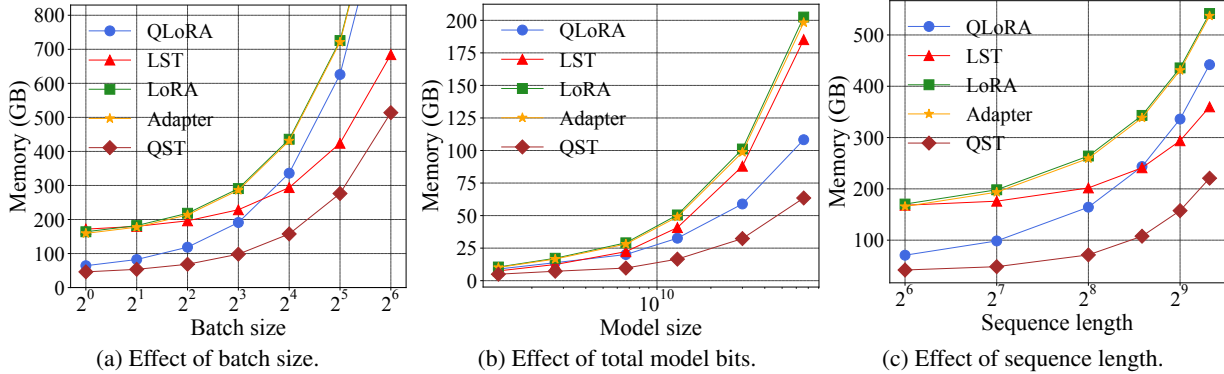 800
700
600
500
400
300
200
100
0
Memory (GB)
QLoRA
LST
LoRA
Adapter
QST
2^0 2^1 2^2 2^3 2^4 2^5 2^6
Batch size
(a) Effect of batch size.
200
175
150
125
100
75
50
25
0
Memory (GB)
QLoRA
LST
LoRA
Adapter
QST
10^10
Model size
(b) Effect of total model bits.
500
400
300
200
100
Memory (GB)
QLoRA
LST
LoRA
Adapter
QST
2^6 2^7 2^8 2^9
Sequence length
(c) Effect of sequence length.